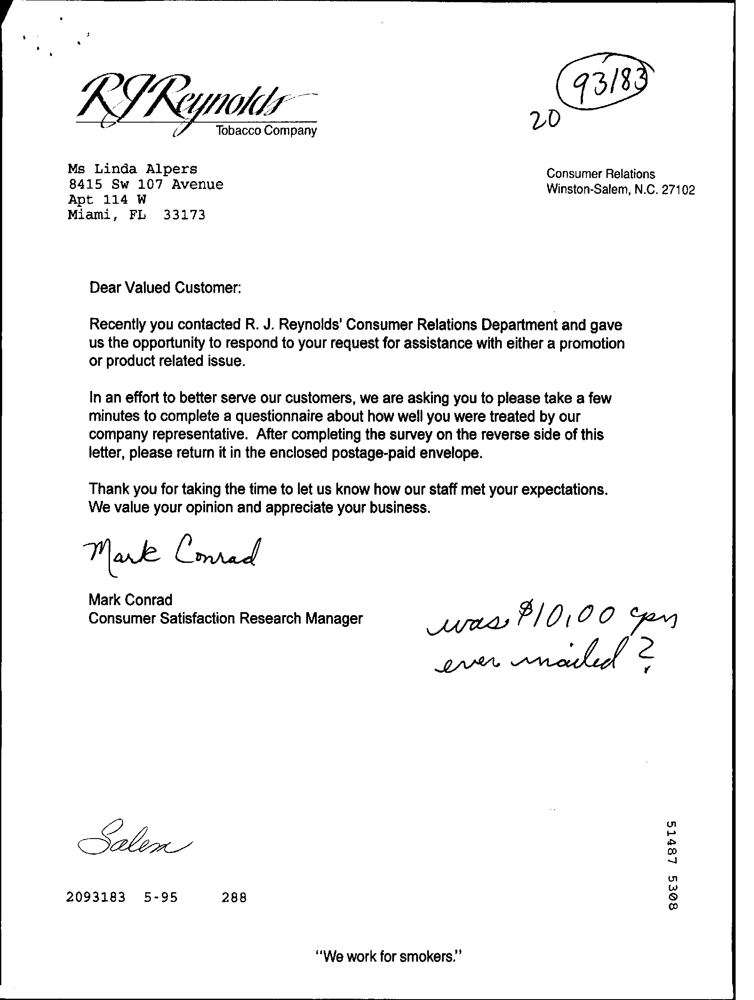 RJReynolds
Tobacco Company
93183
20
Ms Linda Alpers
8415 Sw 107 Avenue
Apt 114 W
Miami, FL 33173
Consumer Relations
Winston-Salem, N.C. 27102
Dear Valued Customer:
Recently you contacted R. J. Reynolds' Consumer Relations Department and gave
us the opportunity to respond to your request for assistance with either a promotion
or product related issue.
In an effort to better serve our customers, we are asking you to please take a few
minutes to complete a questionnaire about how well you were treated by our
company representative. After completing the survey on the reverse side of this
letter, please return it in the enclosed postage-paid envelope.
Thank you for taking the time to let us know how our staff met your expectations.
We value your opinion and appreciate your business.
Mark Conrad
Mark Conrad
Consumer Satisfaction Research Manager
was $10,00 cpn
ever mailed?
Salem
2093183 5-95 288
51487 5308
"We work for smokers."